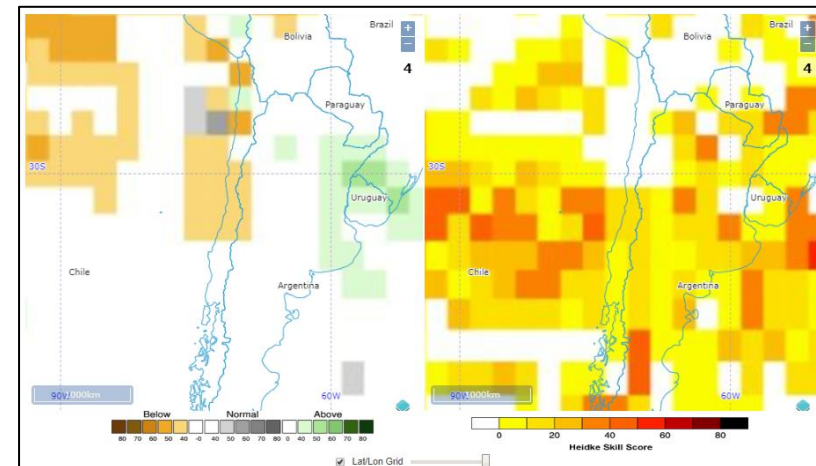 Bolivia
Brazil
+
−
4
Paraguay
30S
Uruguay
Chile
Argentina
90W 1000km
60W
Below Normal Above
80 70 60 50 40 -0 40 50 60 70 80 0 40 50 60 70 80
Bolivia
Brazil
+
−
4
Paraguay
30S
Uruguay
Chile
Argentina
90W 1000km
60W
0 20 40 60 80
Heidke Skill Score
Lat/Lon Grid